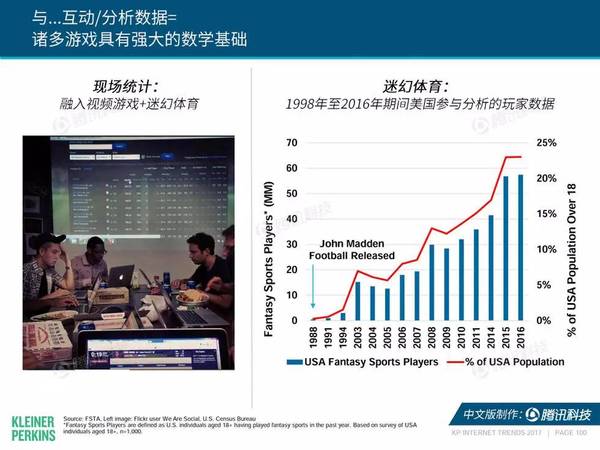 与...互动/分析数据=
诸多游戏具有强大的数学基础
现场统计：
融入视频游戏+迷幻体育
迷幻体育：
1998年至2016年期间美国参与分析的玩家数据
Fantasy Sports Players* (MM)
70
60
50
40
30
20
10
0
John Madden
Football Released
25%
20%
15%
10%
5%
0%
% of USA Population Over 18
1988
1991
1994
2003
2004
2005
2006
2007
2008
2009
2010
2011
2014
2015
2016
USA Fantasy Sports Players
% of USA Population
腾讯科技
KLEINER
PERKINS
Source: FSTA, Left image: Flickr user We Are Social, U.S. Census Bureau
*Fantasy Sports Players are defined as U.S. individuals aged 18+ having played fantasy sports in the past year. Based on survey of USA
individuals aged 18+, n=1,000.
中文版制作： 腾讯科技
KP INTERNET TRENDS 2017 | PAGE 100